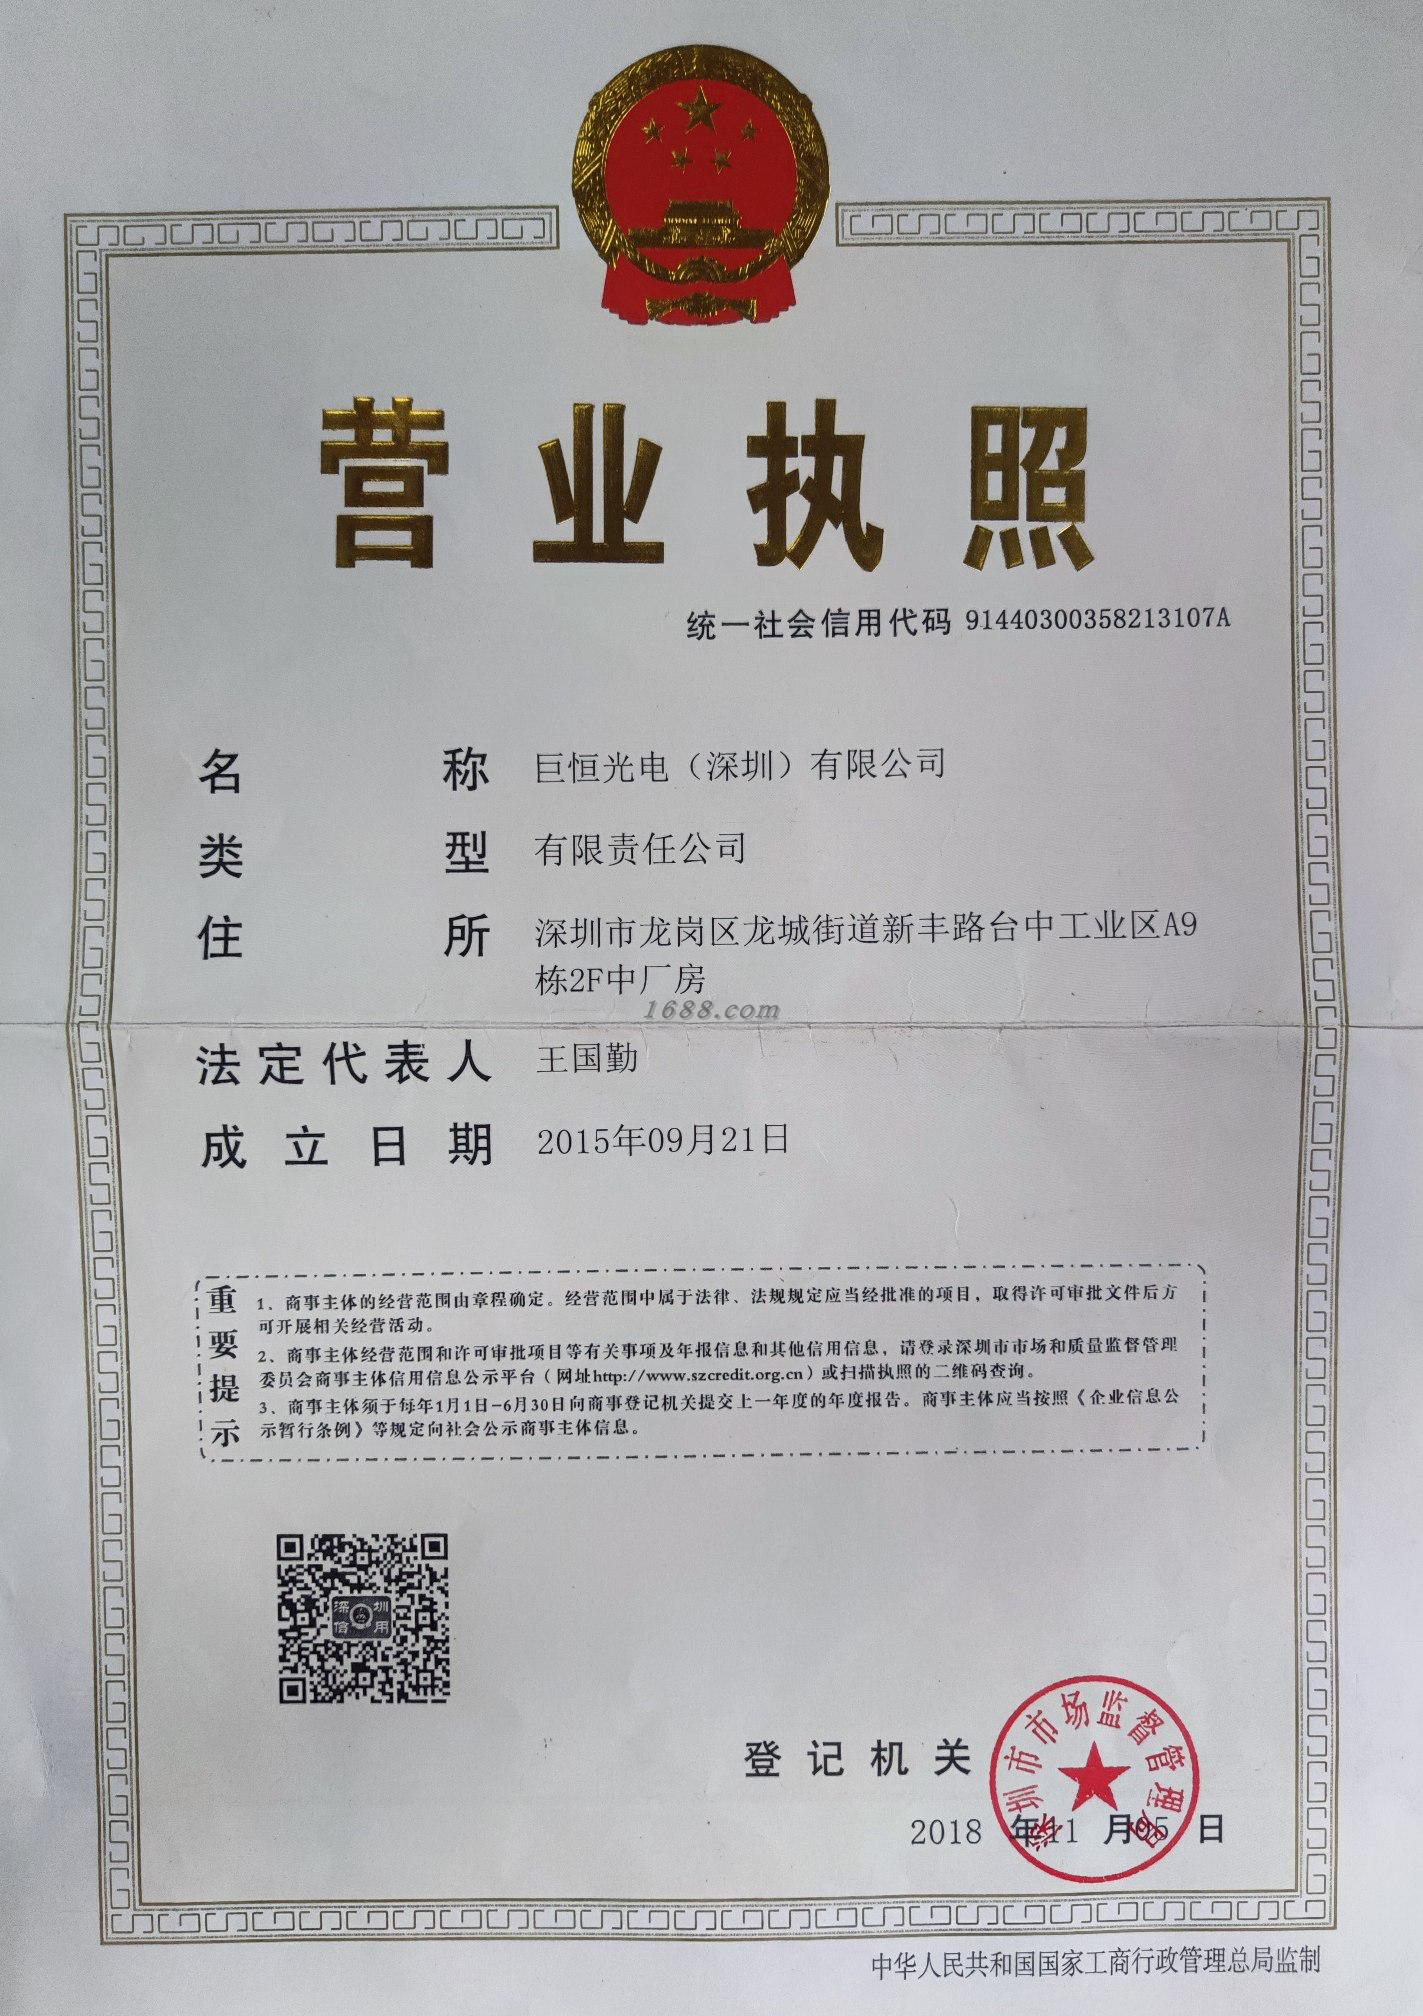 营业执照
统一社会信用代码 91440300358213107A
名称 巨恒光电（深圳）有限公司
类型 有限责任公司
住所 深圳市龙岗区龙城街道新丰路台中工业区A9
栋2F中厂房
1688.com
法定代表人 王国勤
成立日期 2015年09月21日
重要提示
1、商事主体的经营范围由章程确定。经营范围中属于法律、法规规定应当经批准的项目，取得许可审批文件后方
可开展相关经营活动。
2、商事主体经营范围和许可审批项目等有关事项及年报信息和其他信用信息，请登录深圳市市场和质量监督管理
委员会商事主体信用信息公示平台（网址http://www.szcredit.org.cn）或扫描执照的二维码查询。
3、商事主体须于每年1月1日-6月30日向商事登记机关提交上一年度的年度报告。商事主体应当按照《企业信息公
示暂行条例》等规定向社会公示商事主体信息。
深圳
信用
登记机关
深圳市市场监督管理局
2018 年11 月 日
中华人民共和国国家工商行政管理总局监制